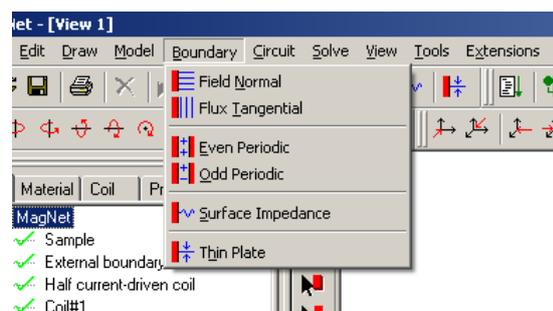 Net - [View 1]
Edit Draw Model Boundary Circuit Solve View Tools Extensions
Field Normal
Flux Tangential
Even Periodic
Odd Periodic
Surface Impedance
Thin Plate
Material Coil
MagNet
Sample
External boundary
Half current-driven coil
Coil#1